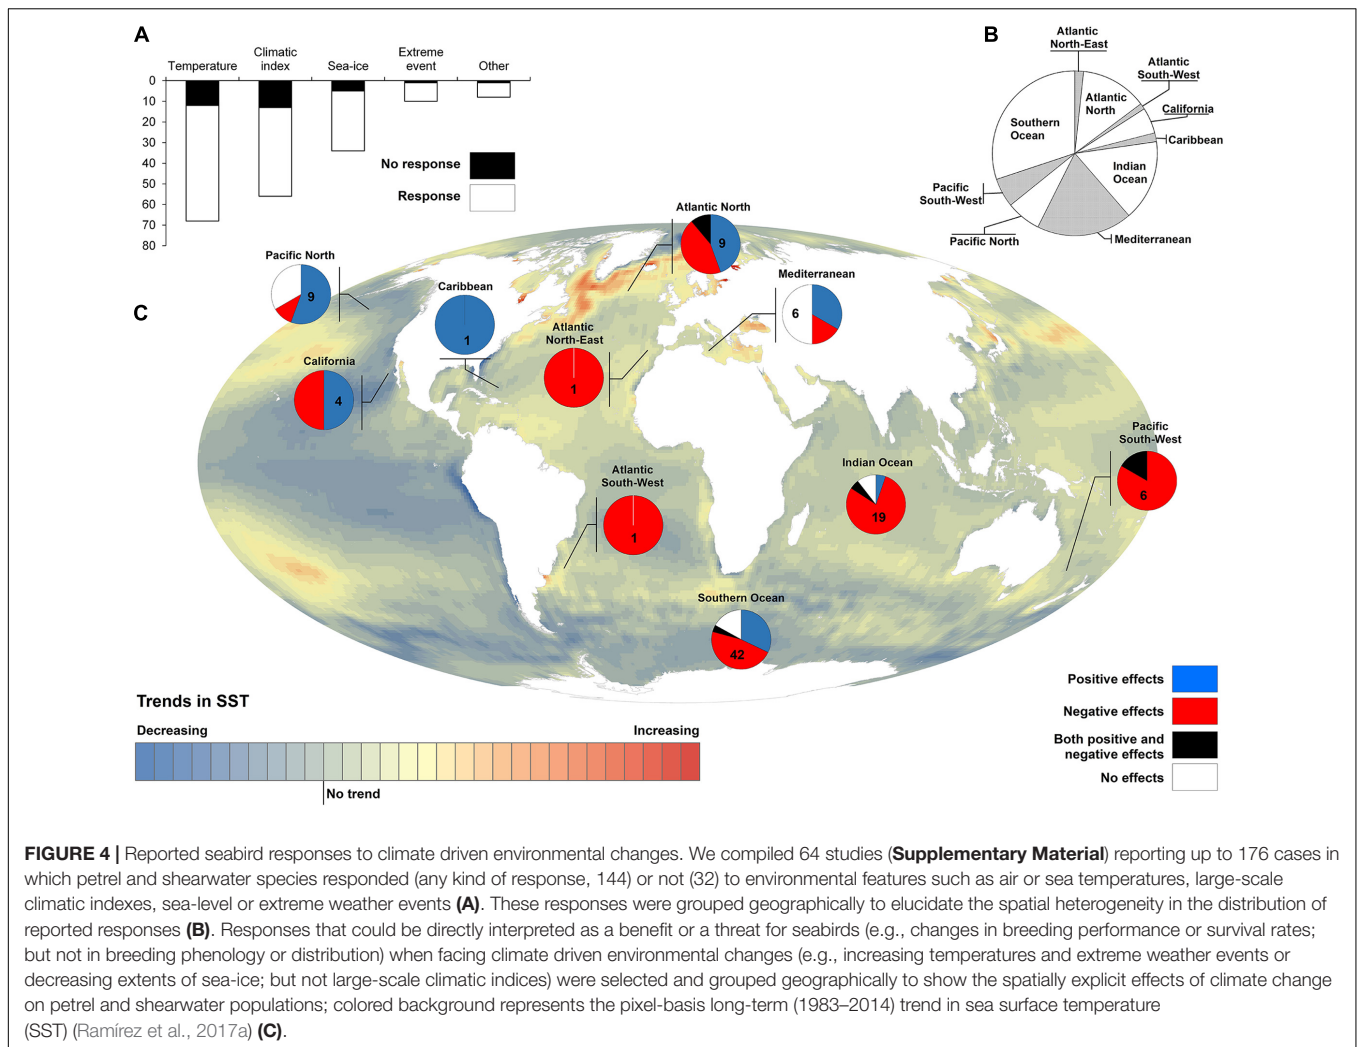 A
Temperature
Climatic
index
Sea-ice
Extreme
event
Other
0
10
20
30
40
50
60
70
80
No response
Response
B
Atlantic
North-East
Atlantic
South-West
Atlantic
North
California
Caribbean
Southern
Ocean
Indian
Ocean
Pacific
South-West
Pacific North
Mediterranean
C
Pacific North
9
Caribbean
1
Atlantic North
9
Mediterranean
6
Atlantic
North-East
1
California
4
Pacific
South-West
6
Indian Ocean
19
Atlantic
South-West
1
Southern Ocean
42
Trends in SST
Decreasing
Increasing
No trend
Positive effects
Negative effects
Both positive and
negative effects
No effects
FIGURE 4 | Reported seabird responses to climate driven environmental changes. We compiled 64 studies (Supplementary Material) reporting up to 176 cases in
which petrel and shearwater species responded (any kind of response, 144) or not (32) to environmental features such as air or sea temperatures, large-scale
climatic indexes, sea-level or extreme weather events (A). These responses were grouped geographically to elucidate the spatial heterogeneity in the distribution of
reported responses (B). Responses that could be directly interpreted as a benefit or a threat for seabirds (e.g., changes in breeding performance or survival rates;
but not in breeding phenology or distribution) when facing climate driven environmental changes (e.g., increasing temperatures and extreme weather events or
decreasing extents of sea-ice; but not large-scale climatic indices) were selected and grouped geographically to show the spatially explicit effects of climate change
on petrel and shearwater populations; colored background represents the pixel-basis long-term (1983–2014) trend in sea surface temperature
(SST) (Ramírez et al., 2017a) (C).